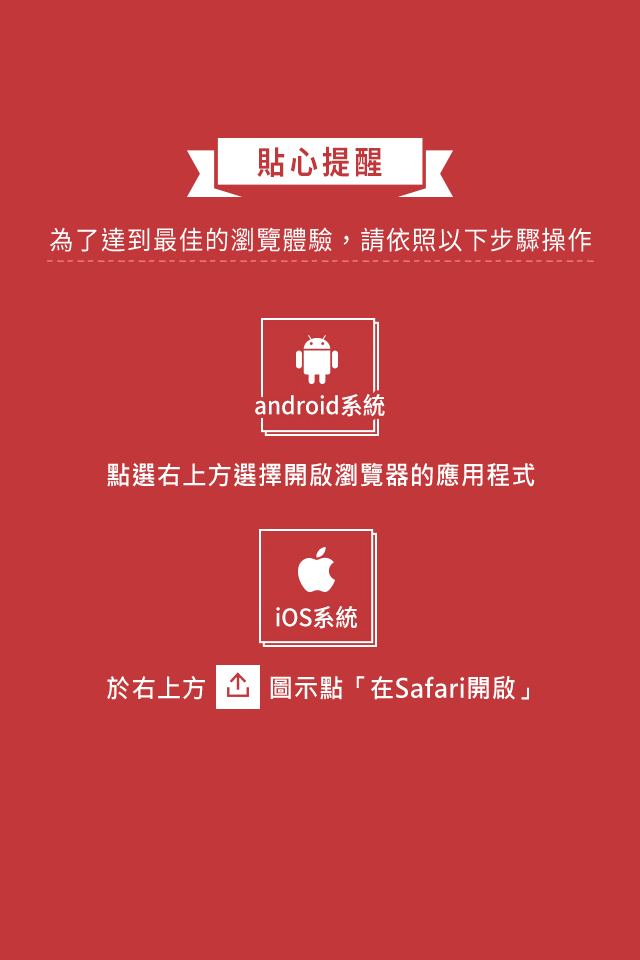 貼心提醒
為了達到最佳的瀏覽體驗，請依照以下步驟操作
android系統
點選右上方選擇開啟瀏覽器的應用程式
iOS系統
於右上方 圖示點「在Safari開啟」